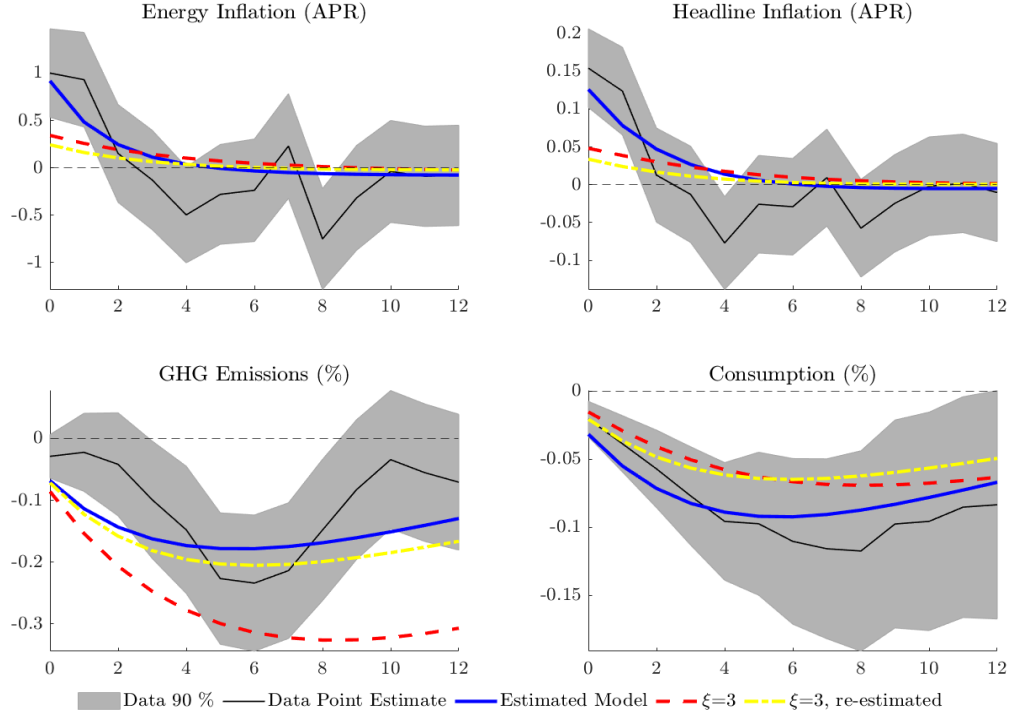 Energy Inflation (APR)
1
0.5
0
-0.5
-1
0 2 4 6 8 10 12
Headline Inflation (APR)
0.2
0.15
0.1
0.05
0
-0.05
-0.1
0 2 4 6 8 10 12
GHG Emissions (%)
0
-0.1
-0.2
-0.3
0 2 4 6 8 10 12
Consumption (%)
0
-0.05
-0.1
-0.15
0 2 4 6 8 10 12
Data 90 % Data Point Estimate Estimated Model ξ=3 ξ=3, re-estimated